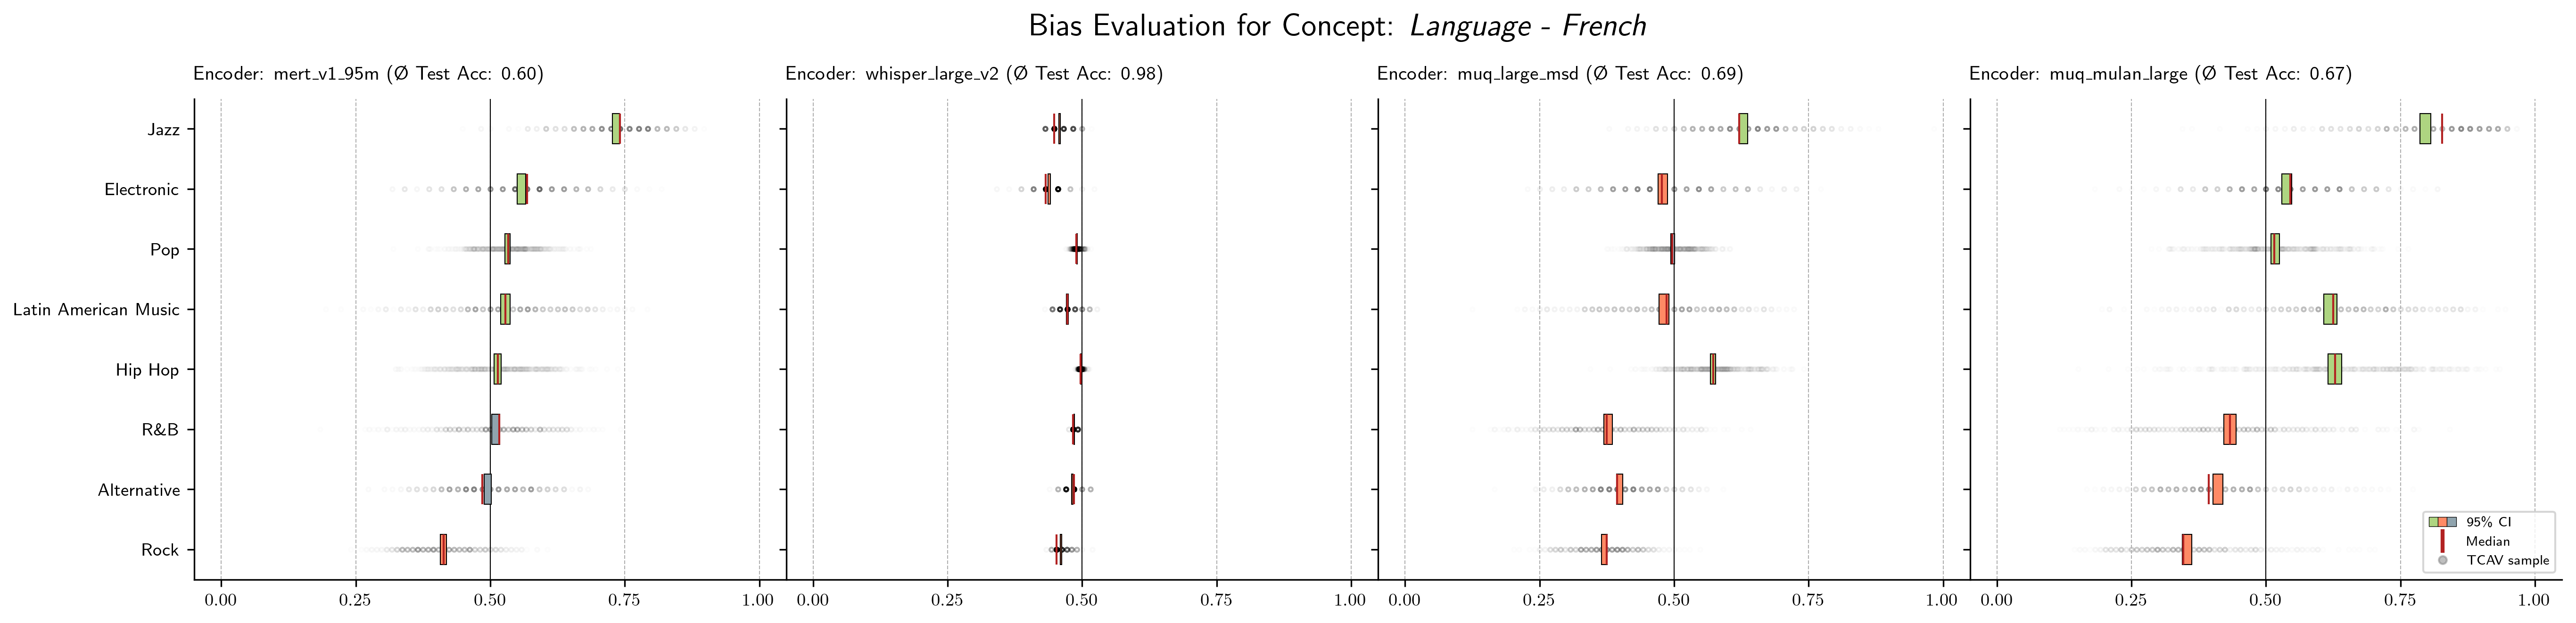 Bias Evaluation for Concept: Language - French
Encoder: mert_v1_95m (Ø Test Acc: 0.60)
Encoder: whisper_large_v2 (Ø Test Acc: 0.98)
Encoder: muq_large_msd (Ø Test Acc: 0.69)
Encoder: muq_mulan_large (Ø Test Acc: 0.67)
Jazz
Electronic
Pop
Latin American Music
Hip Hop
R&B
Alternative
Rock
95% CI
Median
TCAV sample
0.00 0.25 0.50 0.75 1.00
0.00 0.25 0.50 0.75 1.00
0.00 0.25 0.50 0.75 1.00
0.00 0.25 0.50 0.75 1.00